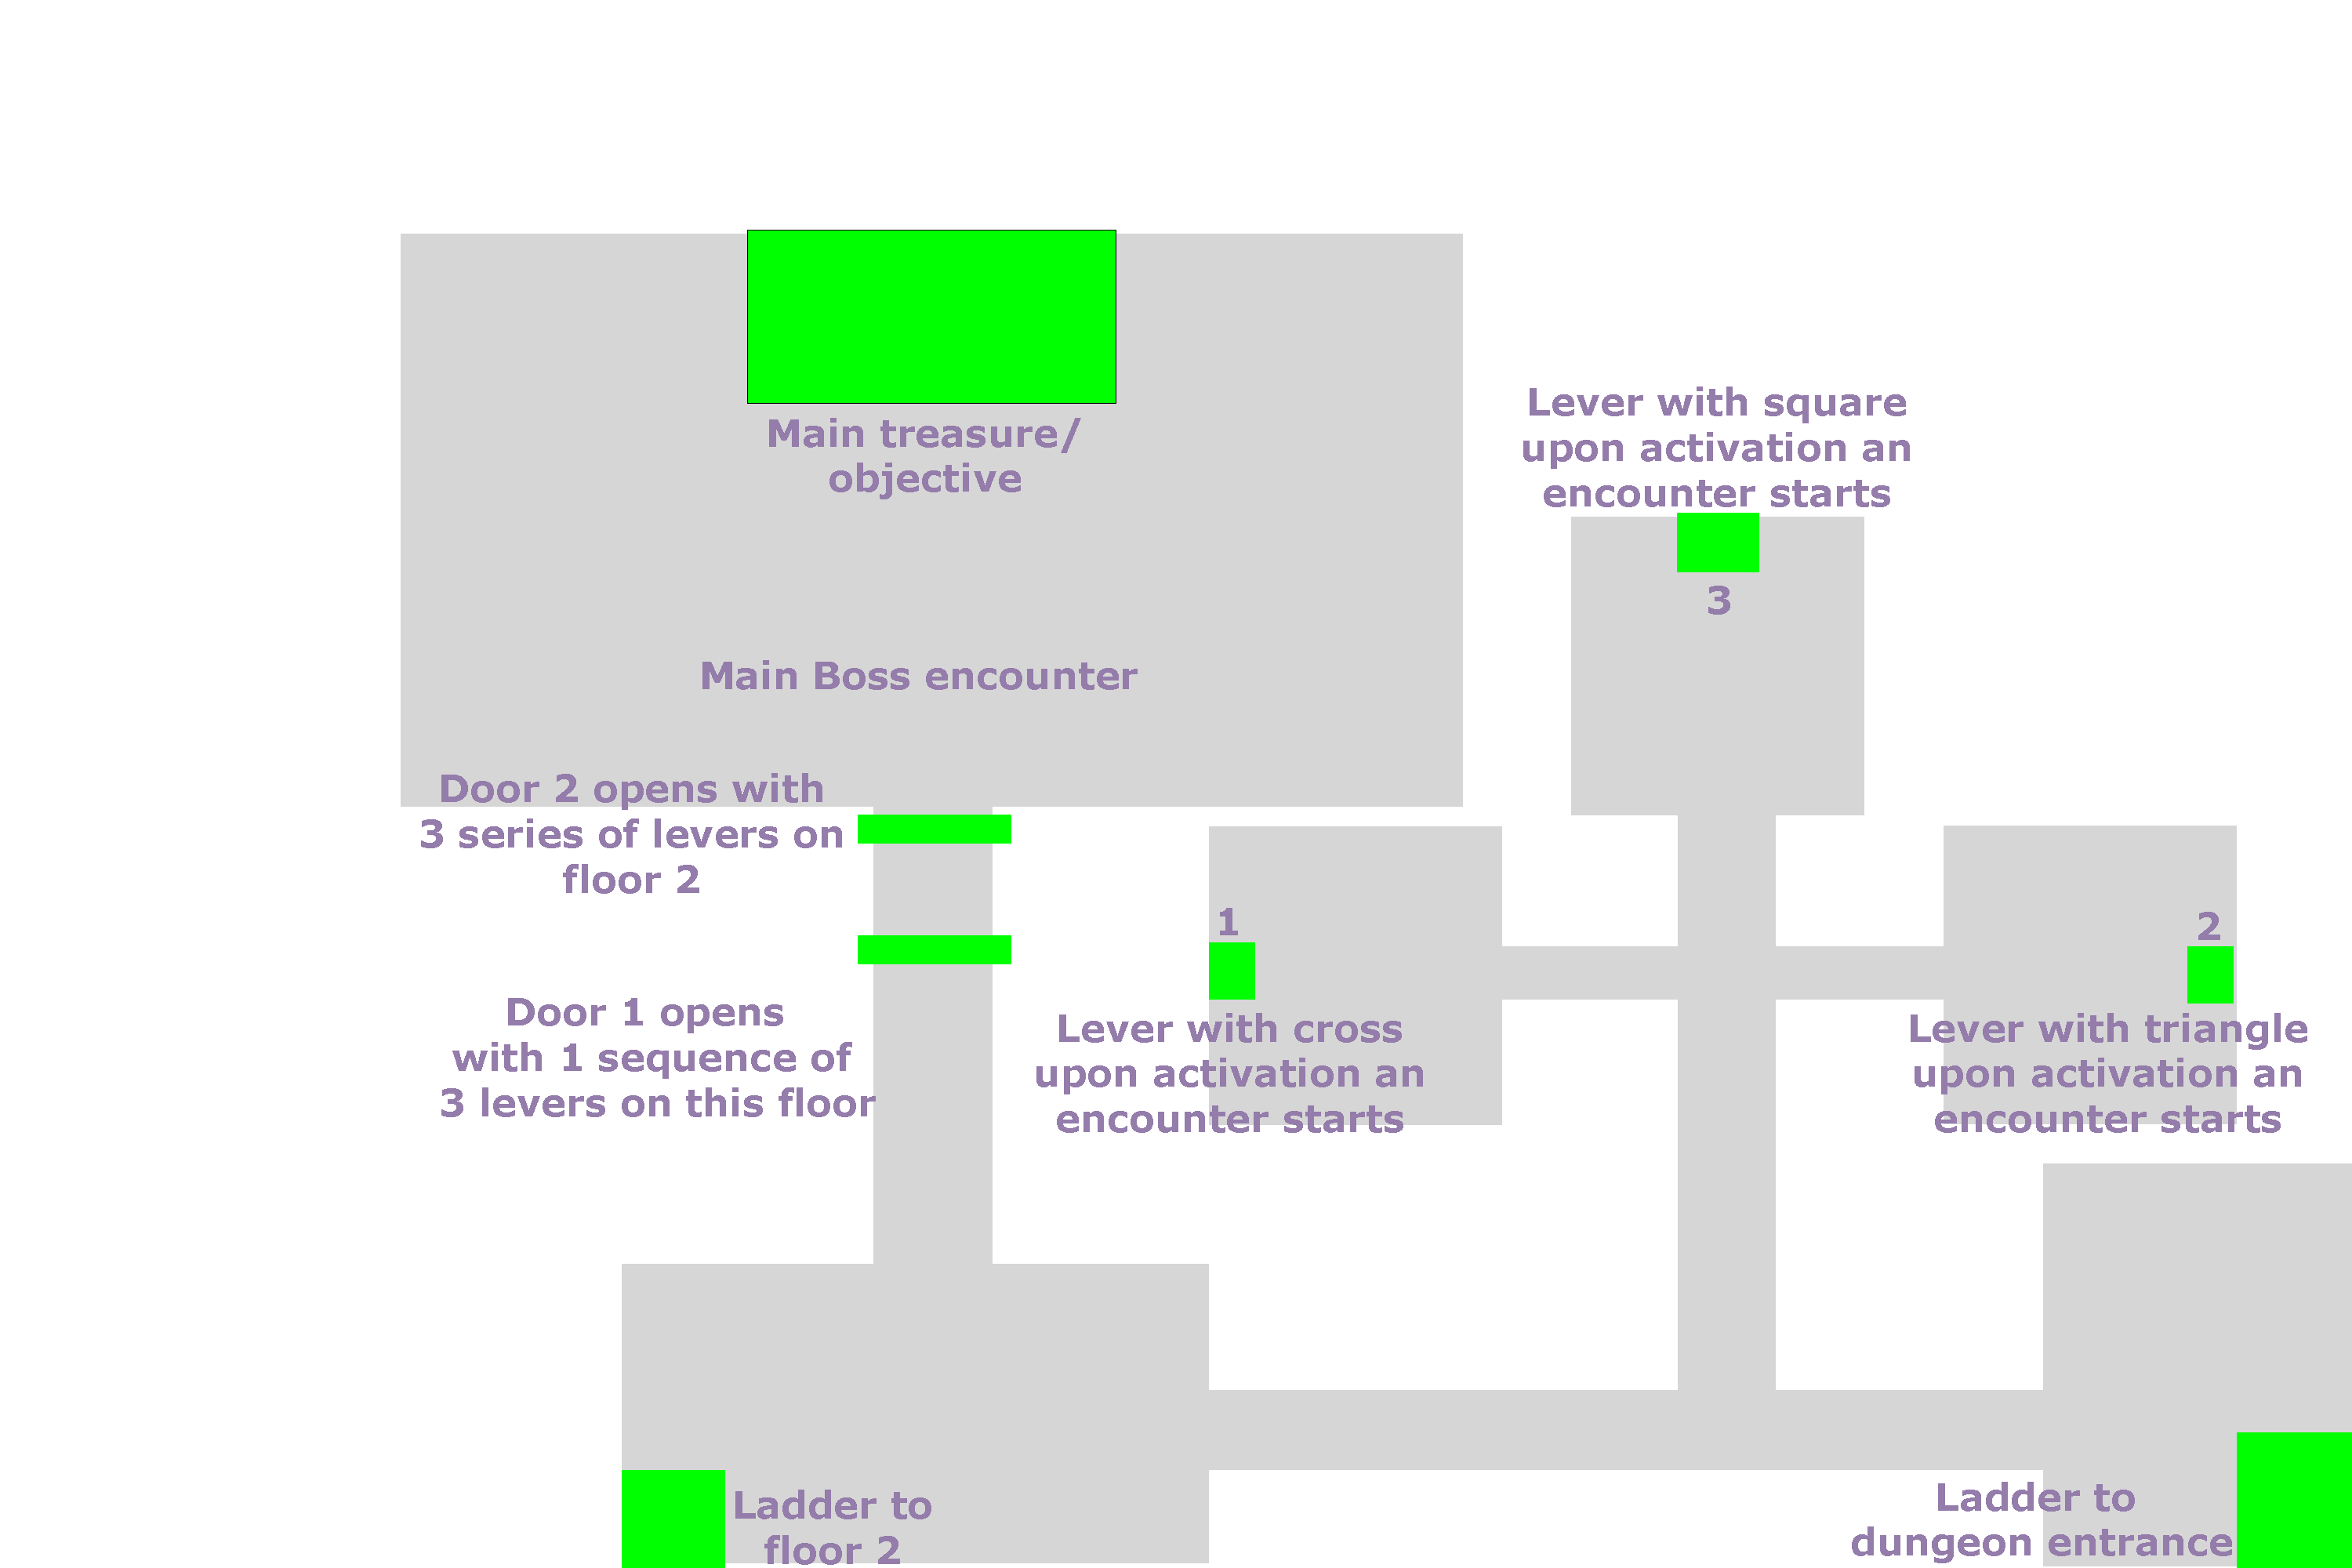 Main treasure/
objective
Lever with square
upon activation an
encounter starts
3
Main Boss encounter
Door 2 opens with
3 series of levers on
floor 2
1
2
Door 1 opens
with 1 sequence of
3 levers on this floor
Lever with cross
upon activation an
encounter starts
Lever with triangle
upon activation an
encounter starts
Ladder to
floor 2
Ladder to
dungeon entrance